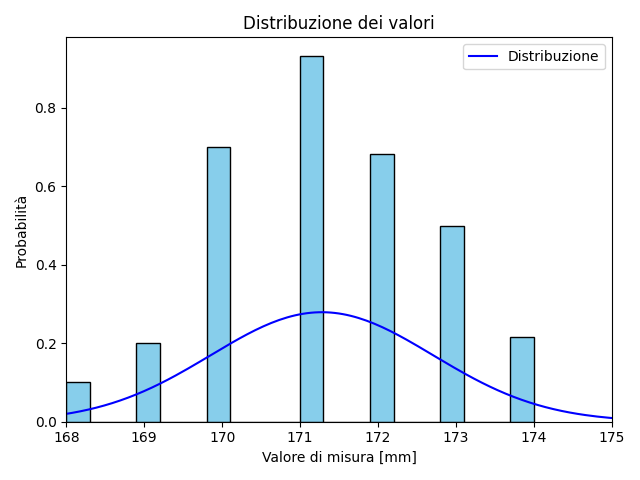 Distribuzione dei valori
Distribuzione
Probabilità
0.8
0.6
0.4
0.2
0.0
168 169 170 171 172 173 174 175
Valore di misura [mm]